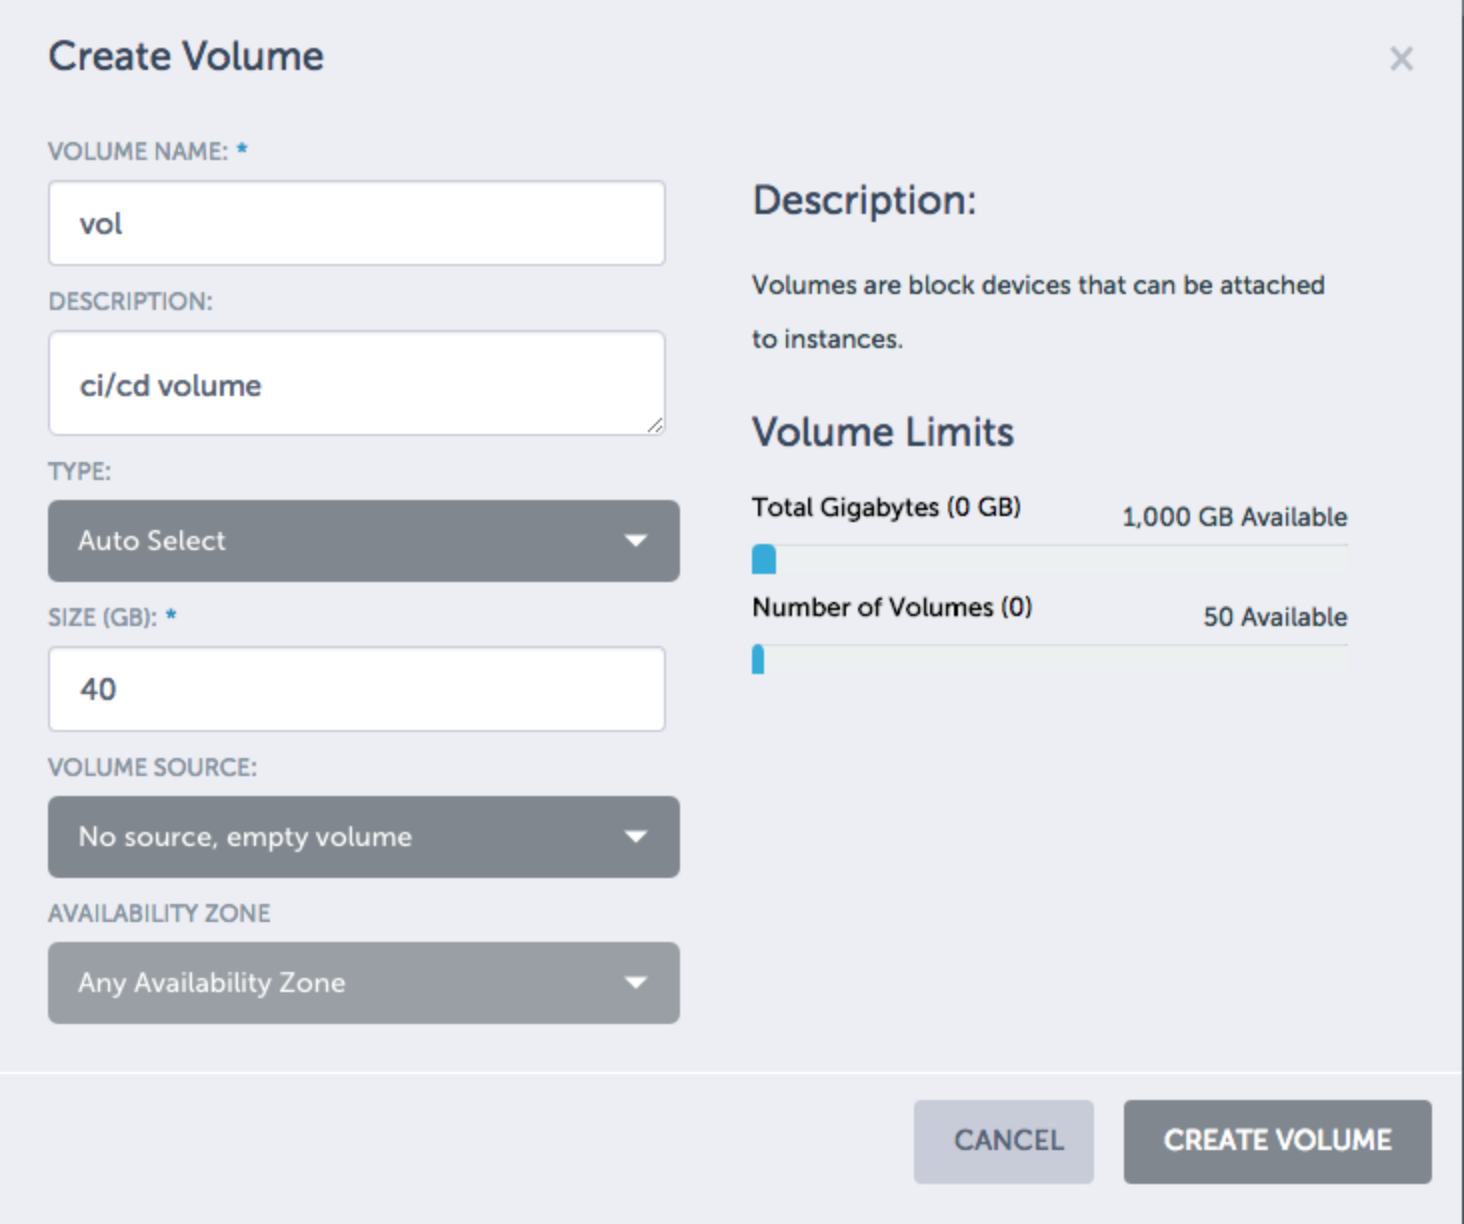 Create Volume
×
VOLUME NAME: *
vol
DESCRIPTION:
ci/cd volume
TYPE:
Auto Select
SIZE (GB): *
40
VOLUME SOURCE:
No source, empty volume
AVAILABILITY ZONE
Any Availability Zone
Description:
Volumes are block devices that can be attached
to instances.
Volume Limits
Total Gigabytes (0 GB)
1,000 GB Available
Number of Volumes (0)
50 Available
CANCEL
CREATE VOLUME